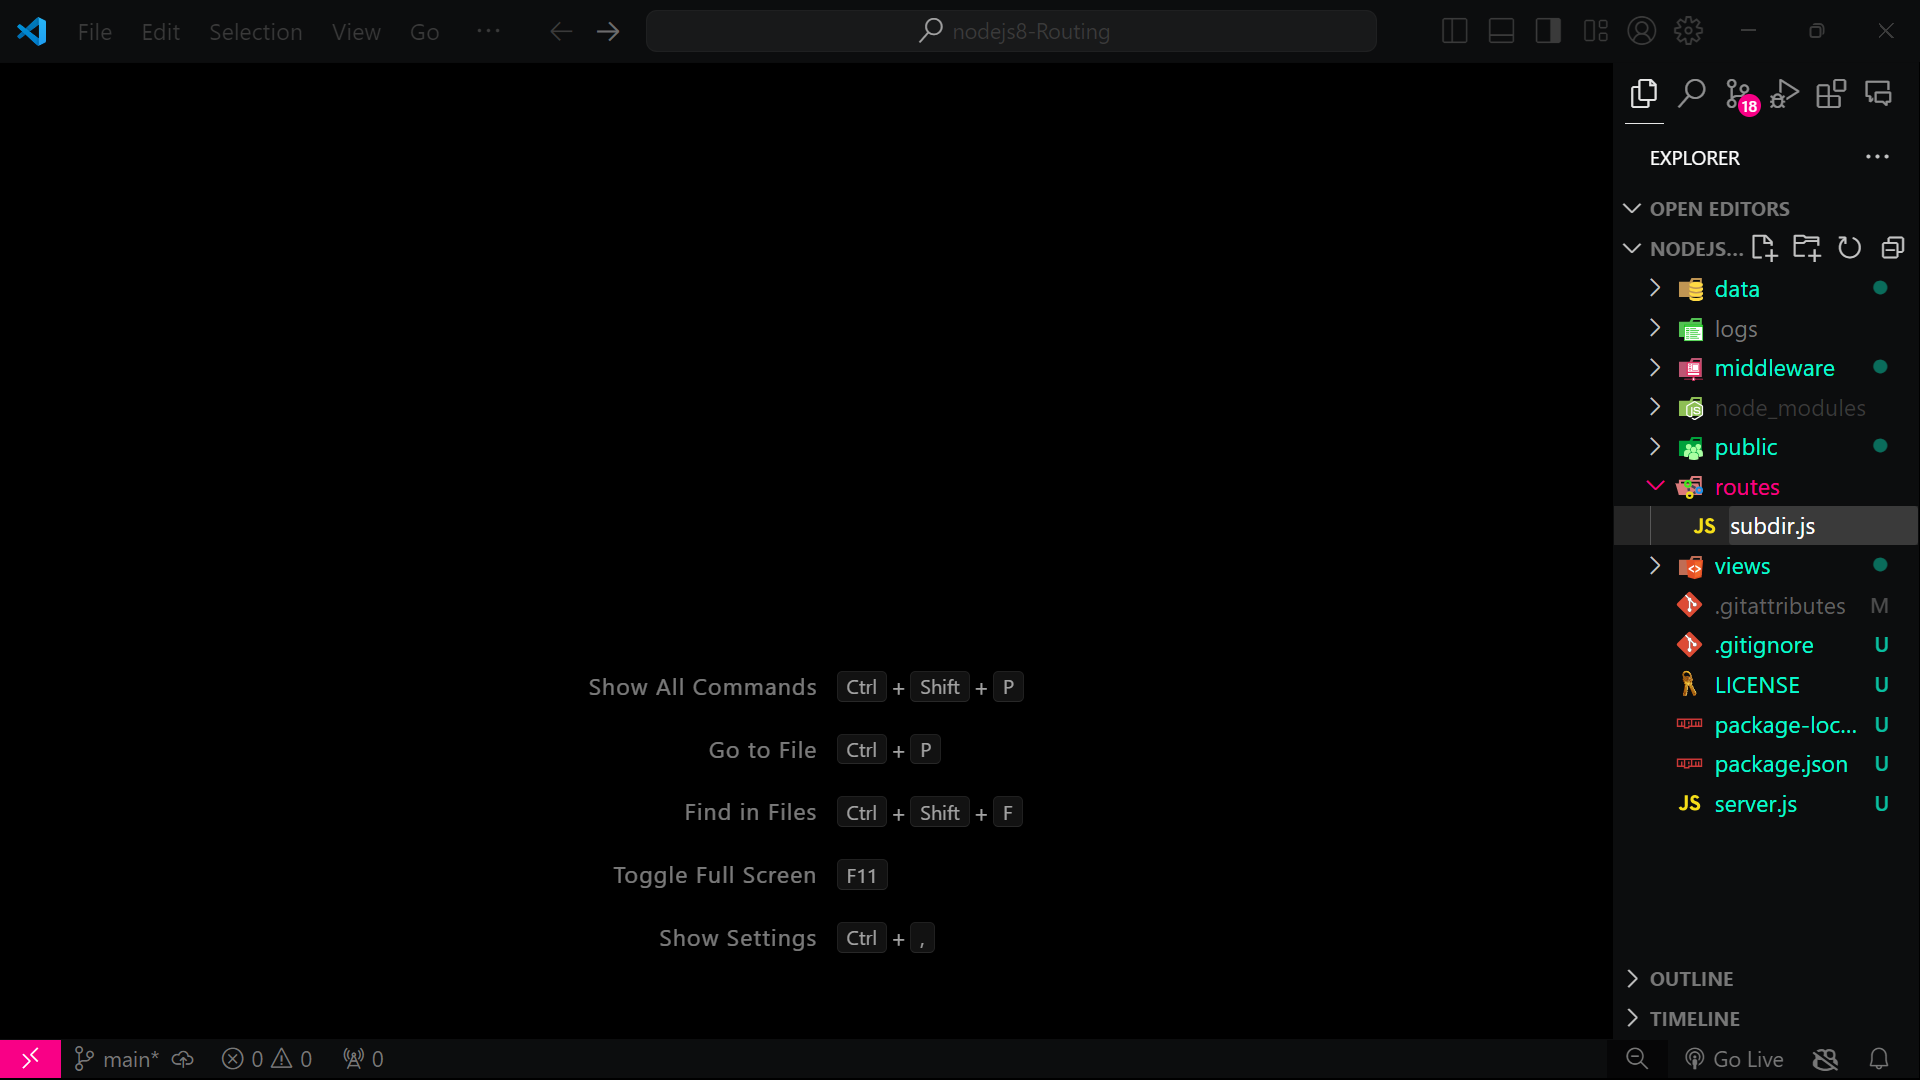 File Edit Selection View Go ···
nodejs8-Routing
18
EXPLORER
OPEN EDITORS
NODEJS...
data
logs
middleware
node_modules
public
routes
JS subdir.js
views
.gitattributes M
.gitignore U
LICENSE U
package-loc... U
package.json U
JS server.js U
Show All Commands Ctrl + Shift + P
Go to File Ctrl + P
Find in Files Ctrl + Shift + F
Toggle Full Screen F11
Show Settings Ctrl + ,
OUTLINE
TIMELINE
main* 0 0 0 Go Live